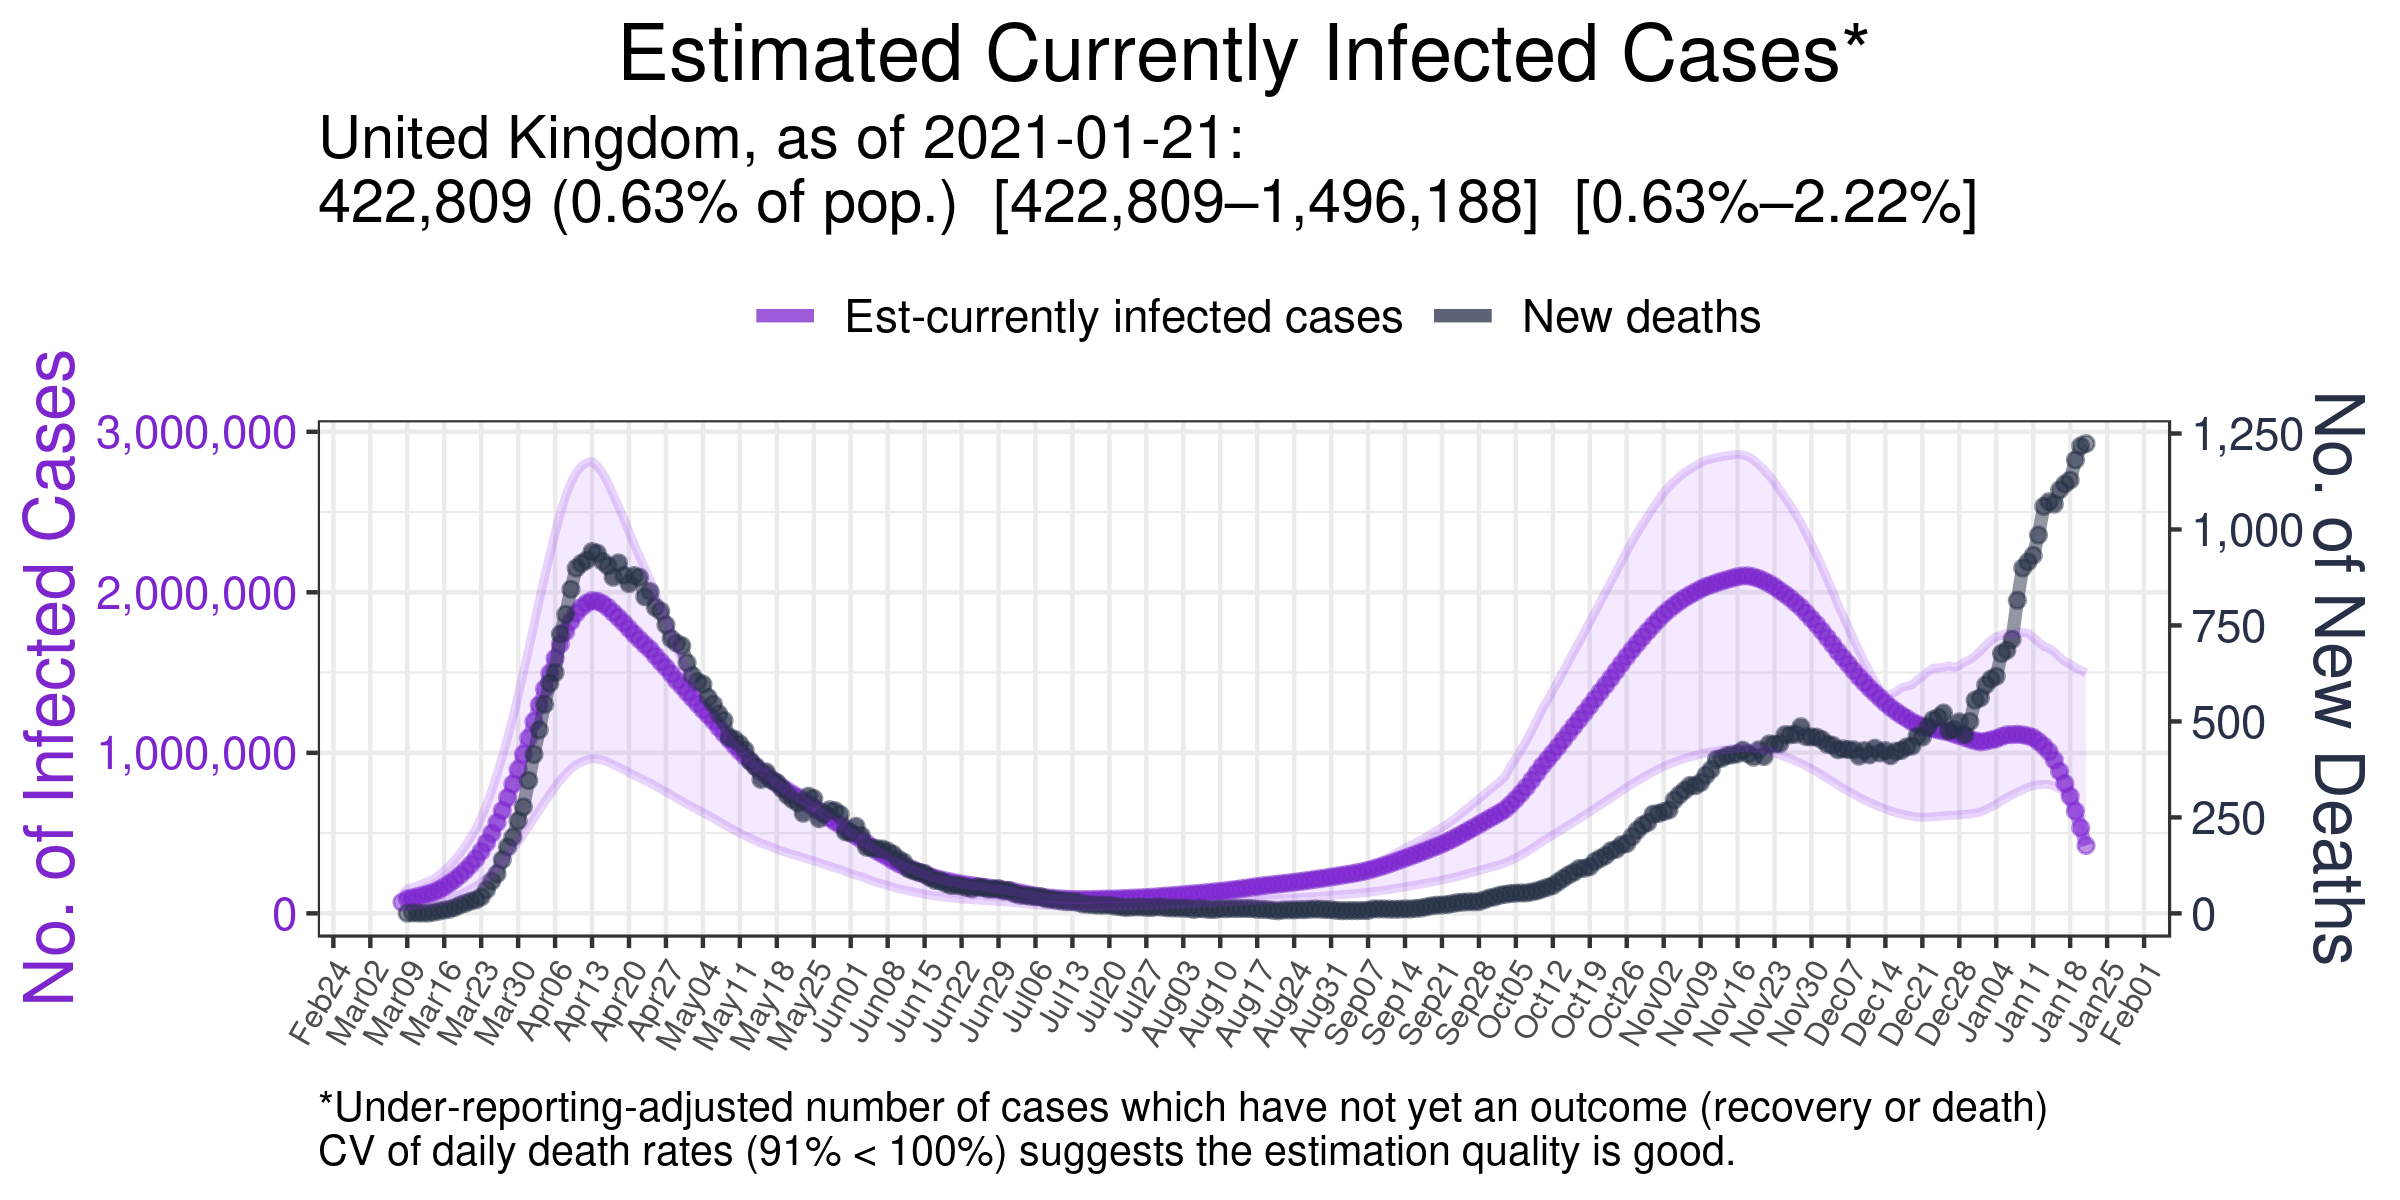 Estimated Currently Infected Cases*
United Kingdom, as of 2021-01-21:
422,809 (0.63% of pop.) [422,809–1,496,188] [0.63%–2.22%]
Est-currently infected cases
New deaths
No. of Infected Cases
3,000,000
2,000,000
1,000,000
0
1,250
1,000
750
500
250
0
No. of New Deaths
Feb24
Mar02
Mar09
Mar16
Mar23
Mar30
Apr06
Apr13
Apr20
Apr27
May04
May11
May18
May25
Jun01
Jun08
Jun15
Jun22
Jun29
Jul06
Jul13
Jul20
Jul27
Aug03
Aug10
Aug17
Aug24
Aug31
Sep07
Sep14
Sep21
Sep28
Oct05
Oct12
Oct19
Oct26
Nov02
Nov09
Nov16
Nov23
Nov30
Dec07
Dec14
Dec21
Dec28
Jan04
Jan11
Jan18
Jan25
Feb01
*Under-reporting-adjusted number of cases which have not yet an outcome (recovery or death)
CV of daily death rates (91% < 100%) suggests the estimation quality is good.